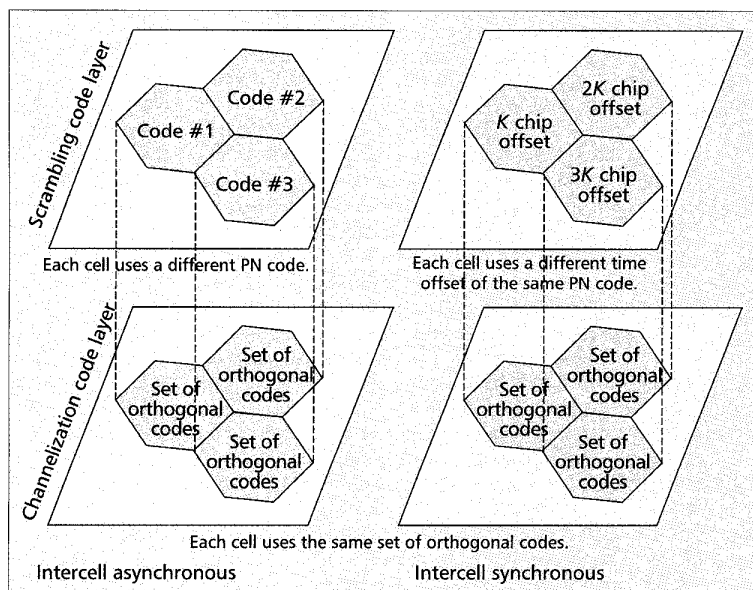 Scrambling code layer
Code #1
Code #2
Code #3
Each cell uses a different PN code.
K chip
offset
2K chip
offset
3K chip
offset
Each cell uses a different time
offset of the same PN code.
Channelization code layer
Set of
orthogonal
codes
Set of
orthogonal
codes
Set of
orthogonal
codes
Set of
orthogonal
codes
Set of
orthogonal
codes
Set of
orthogonal
codes
Each cell uses the same set of orthogonal codes.
Intercell asynchronous
Intercell synchronous